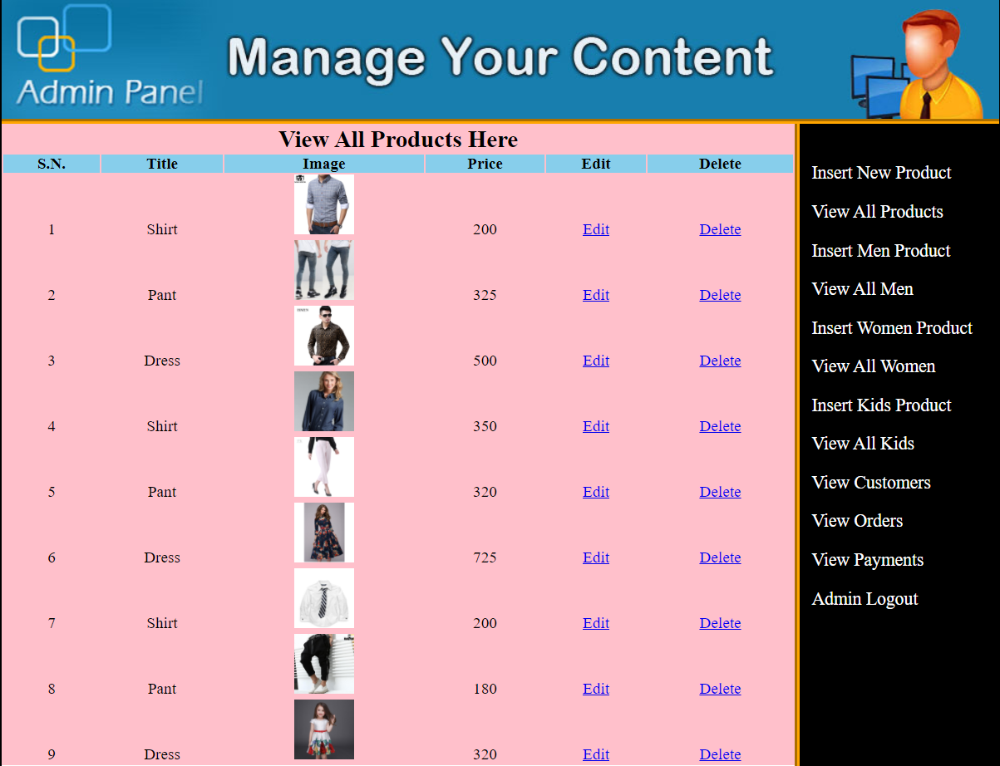 Admin Panel
Manage Your Content
View All Products Here
S.N. Title Image Price Edit Delete
1 Shirt 200 Edit Delete
2 Pant 325 Edit Delete
3 Dress 500 Edit Delete
4 Shirt 350 Edit Delete
5 Pant 320 Edit Delete
6 Dress 725 Edit Delete
7 Shirt 200 Edit Delete
8 Pant 180 Edit Delete
9 Dress 320 Edit Delete
Insert New Product
View All Products
Insert Men Product
View All Men
Insert Women Product
View All Women
Insert Kids Product
View All Kids
View Customers
View Orders
View Payments
Admin Logout